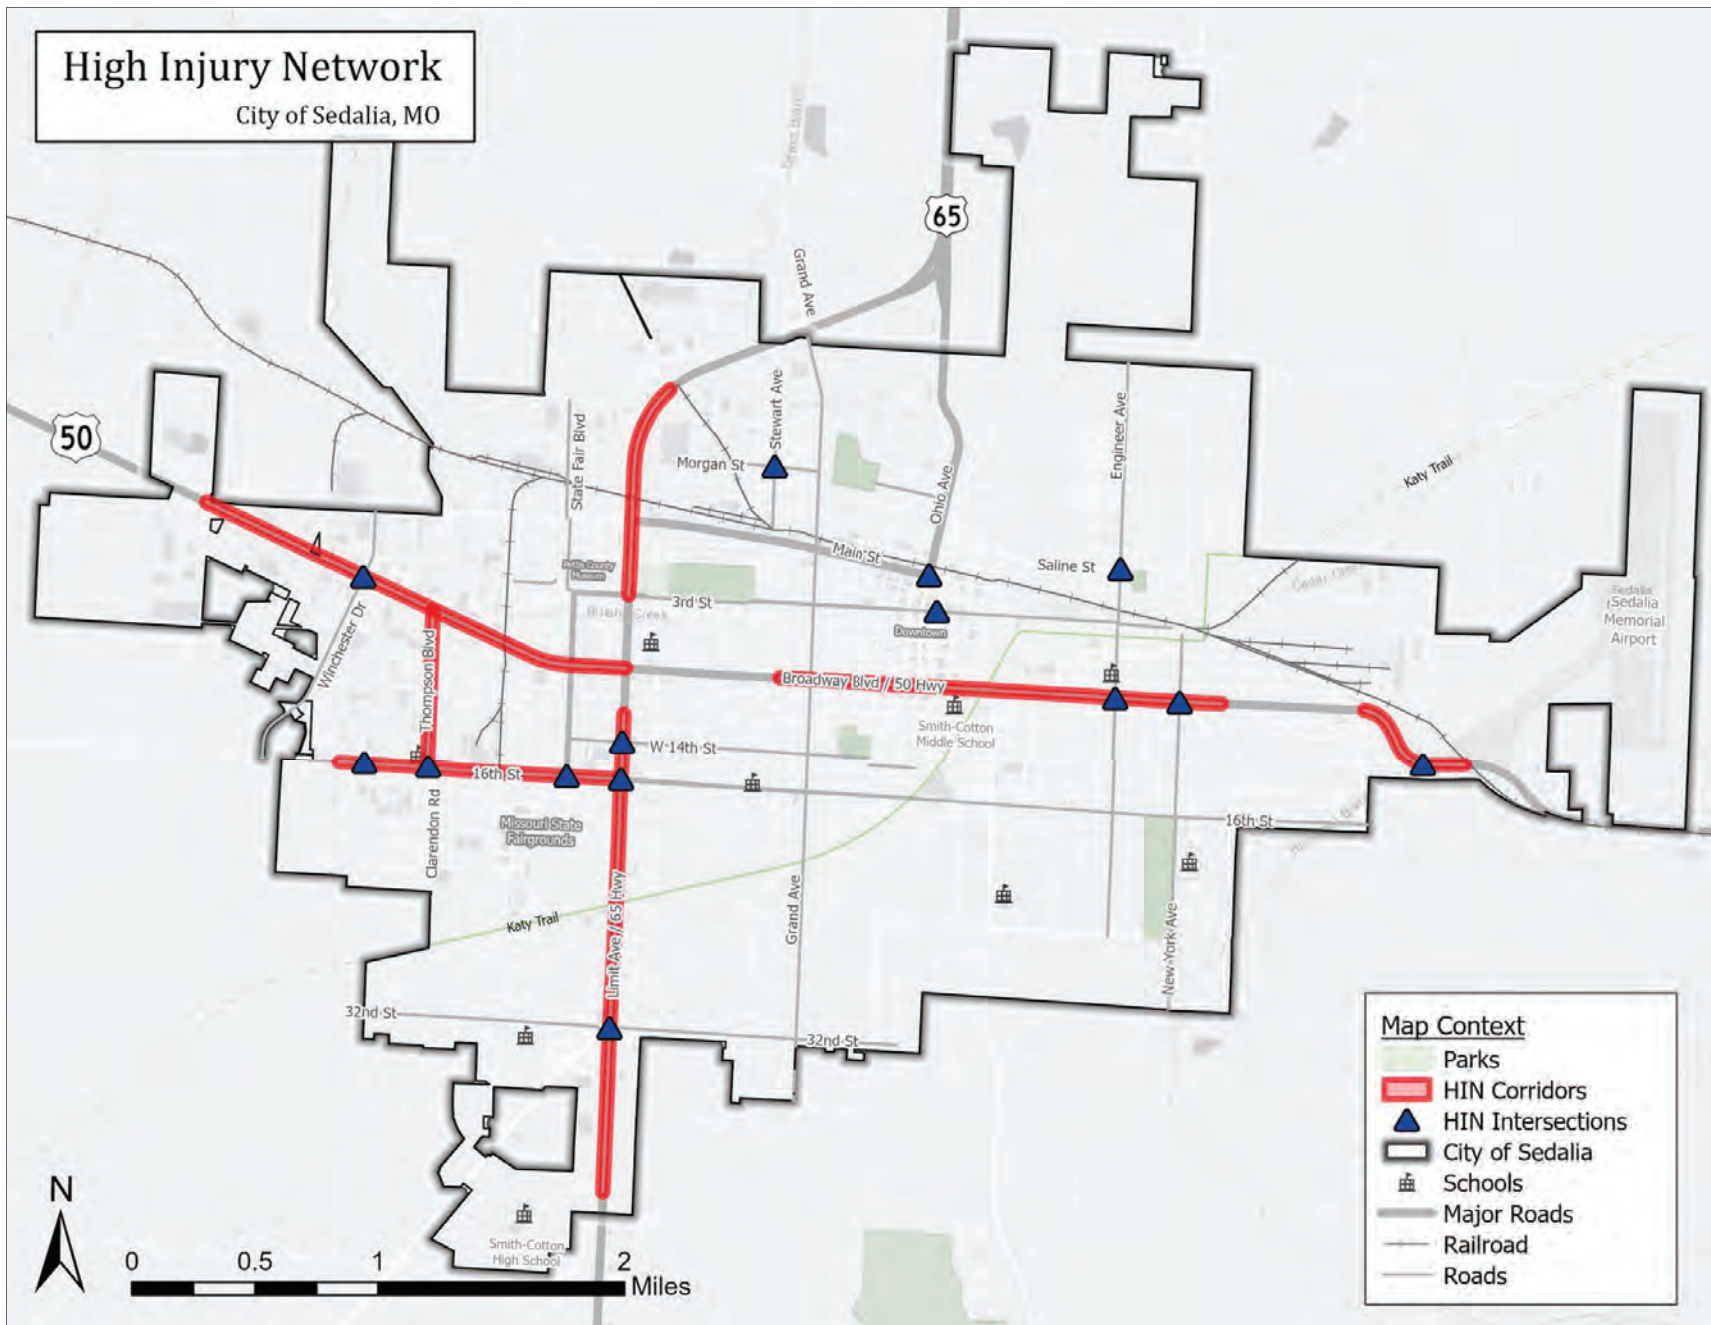 High Injury Network
City of Sedalia, MO
65
Grand Ave
50
State Fair Blvd
Stewart Ave
Morgan St
Engineer Ave
Katy Trail
Ohio Ave
Main St
Saline St
Pettis County
Museum
Sedalia
Sedalia
Memorial
Airport
3rd St
Downtown
Winchester Dr
Thompson Blvd
Broadway Blvd / 50 Hwy
Smith-Cotton
Middle School
W 14th St
16th St
16th St
Clarendon Rd
Missouri State
Fairgrounds
Limit Ave / 65 Hwy
Grand Ave
Katy Trail
New York Ave
32nd St
32nd St
Smith-Cotton
High School
Map Context
Parks
HIN Corridors
HIN Intersections
City of Sedalia
Schools
Major Roads
Railroad
Roads
N
0 0.5 1 2
Miles